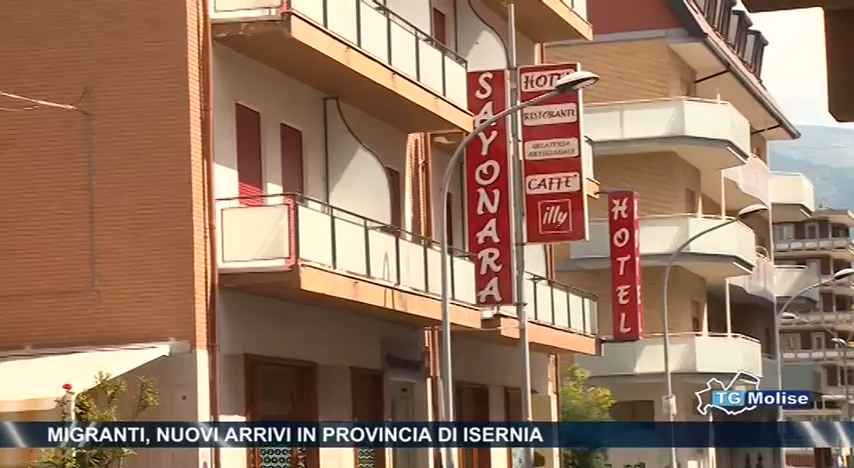 SAYONARA
HOTEL
RISTORANTE
GELATERIA
ARTIGIANALE
CAFFE'
illy
HOTEL
TG Molise
MIGRANTI, NUOVI ARRIVI IN PROVINCIA DI ISERNIA